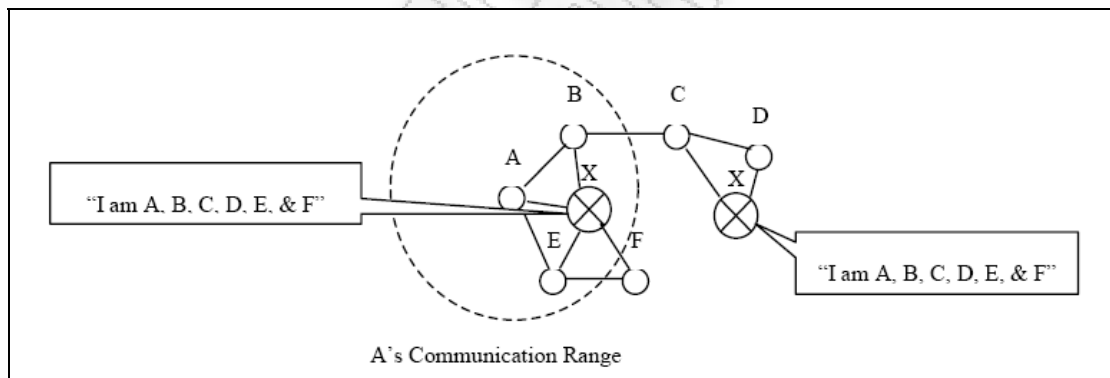 B
C
D
A
X
X
"I am A, B, C, D, E, & F"
E
F
"I am A, B, C, D, E, & F"
A's Communication Range